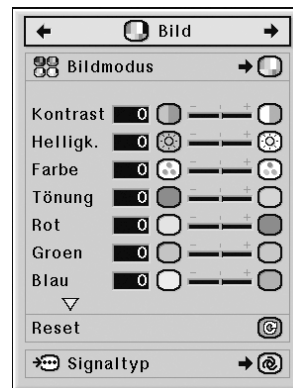 Bild
Bildmodus
Kontrast 0
Helligk. 0
Farbe 0
Tönung 0
Rot 0
Groen 0
Blau 0
Reset
Signaltyp